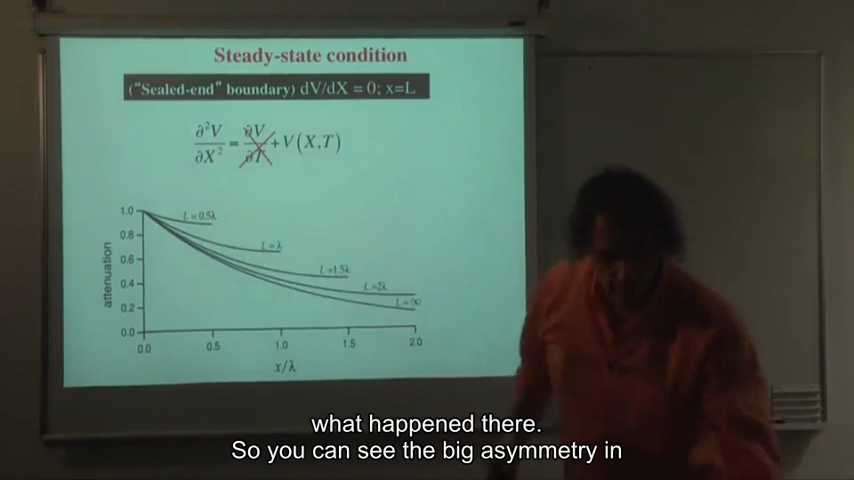 Steady-state condition
("Sealed-end" boundary) dV/dX = 0; x=L
∂²V/∂X² = ∂V/∂T + V(X,T)
1.0
0.8
0.6
0.4
0.2
0.0
attenuation
L=0.5λ
L=λ
L=1.5λ
L=2λ
L=∞
0.0 0.5 1.0 1.5 2.0
x/λ
what happened there.
So you can see the big asymmetry in